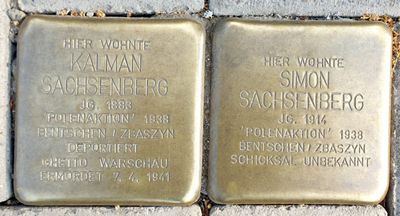 HIER WOHNTE
KALMAN
SACHSENBERG
JG. 1883
'POLENAKTION' 1938
BENTSCHEN / ZBASZYN
DEPORTIERT
GHETTO WARSCHAU
ERMORDET 7. 4. 1941
HIER WOHNTE
SIMON
SACHSENBERG
JG. 1914
'POLENAKTION' 1938
BENTSCHEN / ZBASZYN
SCHICKSAL UNBEKANNT